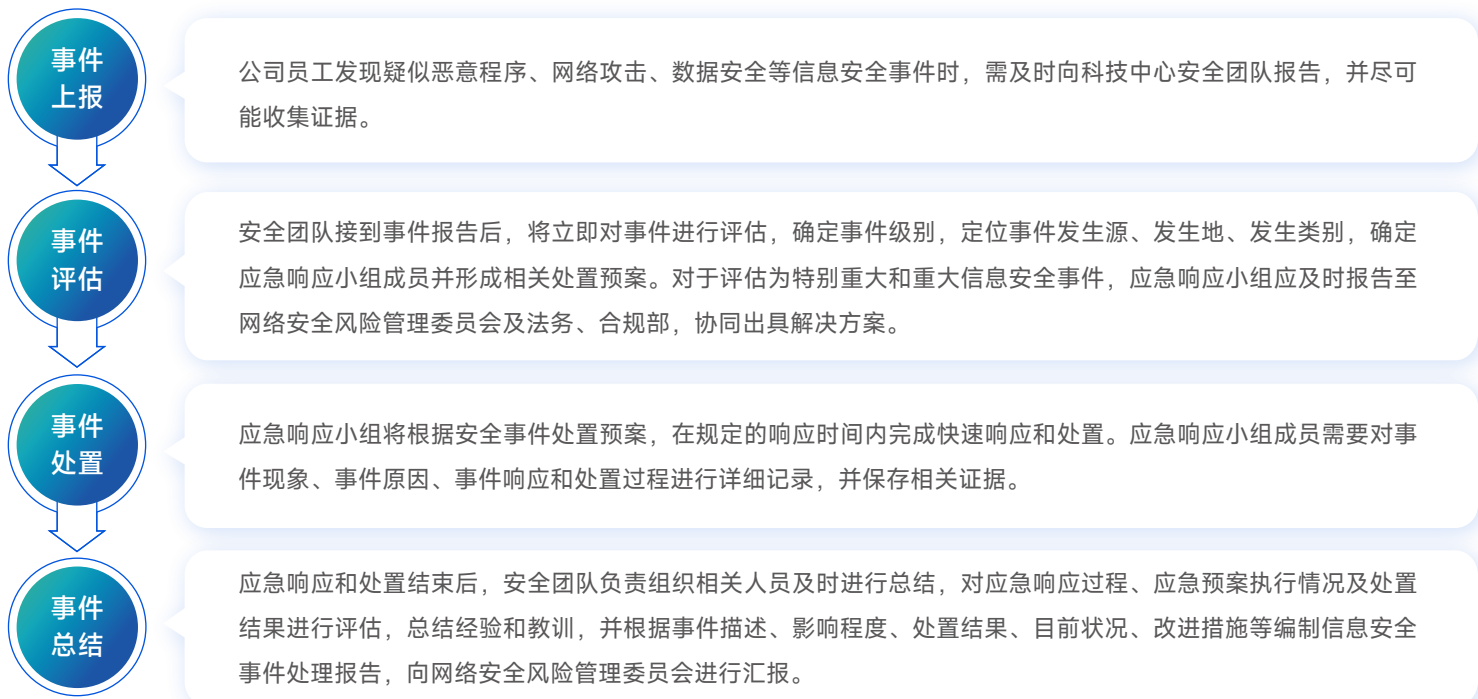 事件
上报
公司员工发现疑似恶意程序、网络攻击、数据安全等信息安全事件时，需及时向科技中心安全团队报告，并尽可
能收集证据。
事件
评估
安全团队接到事件报告后，将立即对事件进行评估，确定事件级别，定位事件发生源、发生地、发生类别，确定
应急响应小组成员并形成相关处置预案。对于评估为特别重大和重大信息安全事件，应急响应小组应及时报告至
网络安全风险管理委员会及法务、合规部，协同出具解决方案。
事件
处置
应急响应小组将根据安全事件处置预案，在规定的响应时间内完成快速响应和处置。应急响应小组成员需要对事
件现象、事件原因、事件响应和处置过程进行详细记录，并保存相关证据。
事件
总结
应急响应和处置结束后，安全团队负责组织相关人员及时进行总结，对应急响应过程、应急预案执行情况及处置
结果进行评估，总结经验和教训，并根据事件描述、影响程度、处置结果、目前状况、改进措施等编制信息安全
事件处理报告，向网络安全风险管理委员会进行汇报。